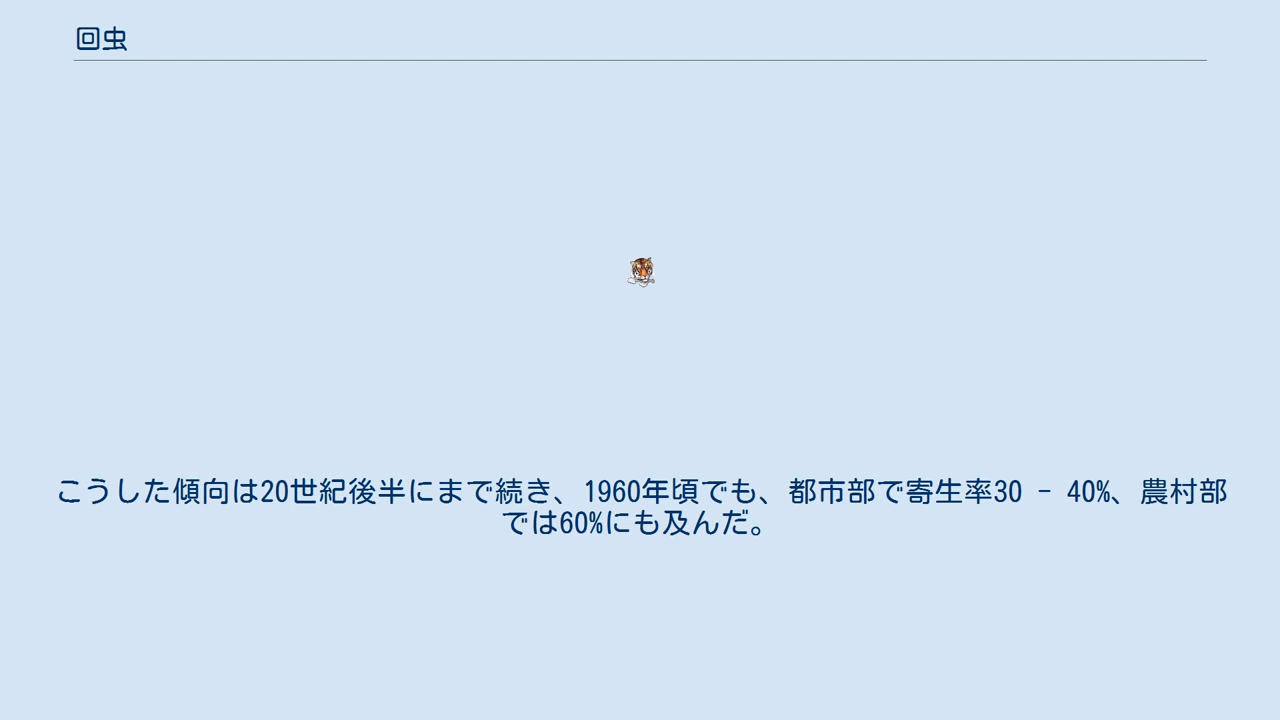 回虫
こうした傾向は20世紀後半にまで続き、1960年頃でも、都市部で寄生率30 - 40%、農村部
では60%にも及んだ。